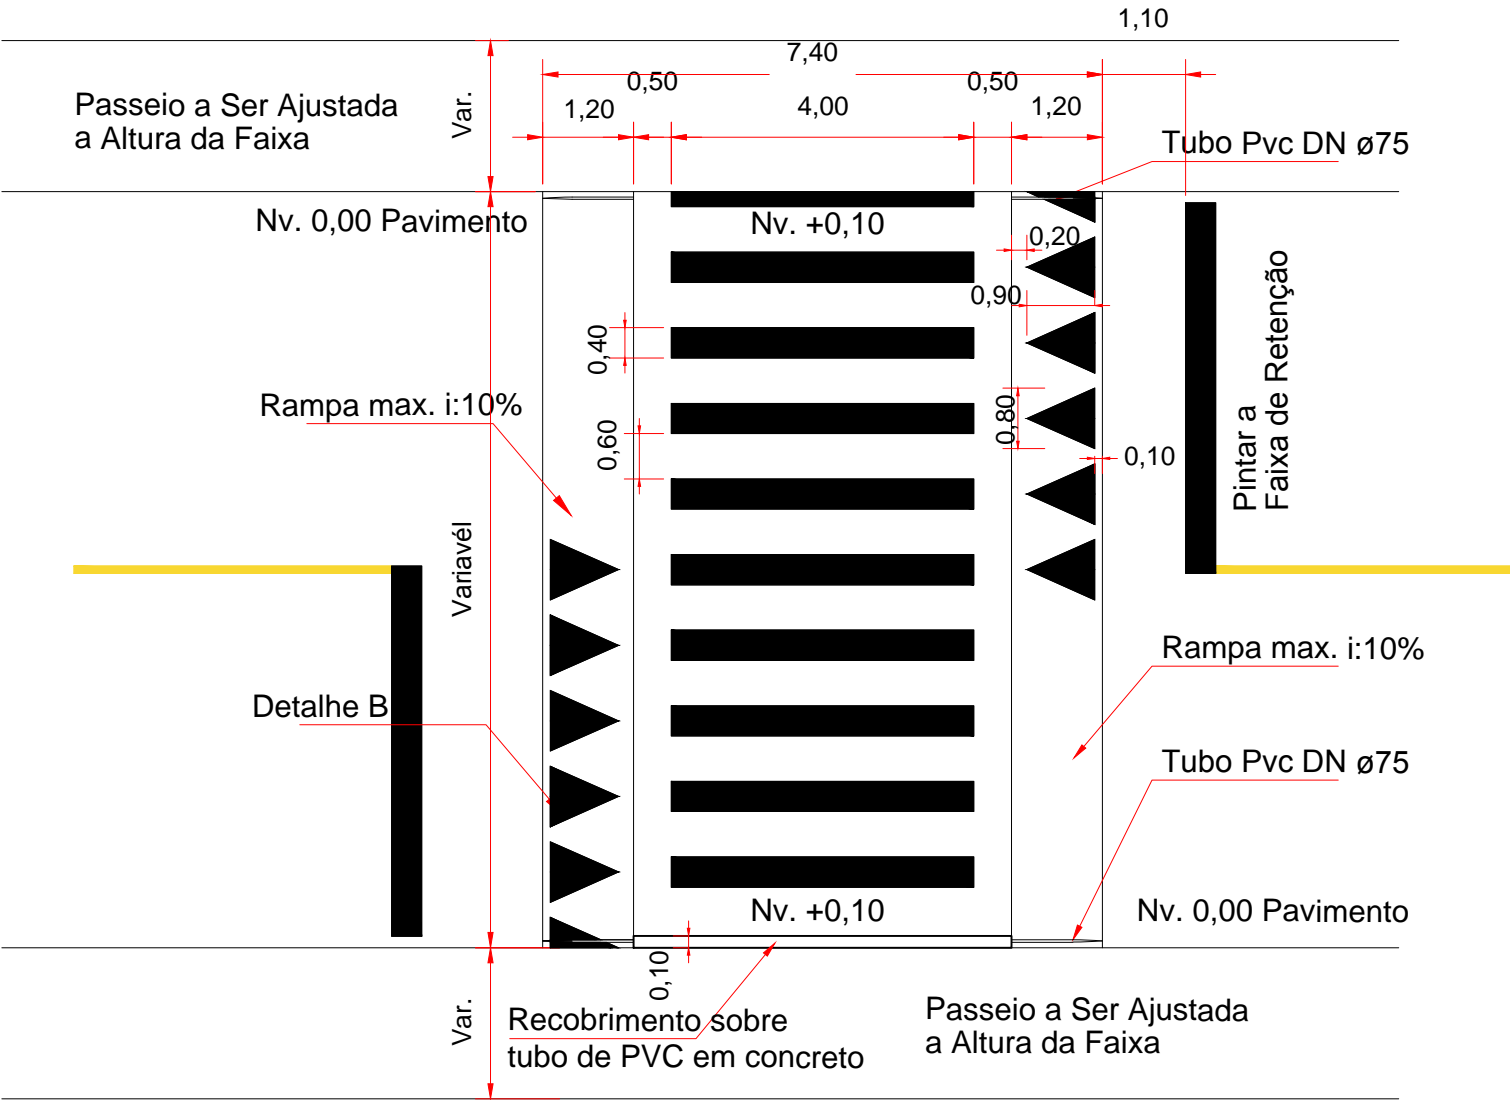 1,10
7,40
0,50
0,50
1,20
4,00
1,20
Passeio a Ser Ajustada
a Altura da Faixa
Var.
Tubo Pvc DN ø75
Nv. 0,00 Pavimento
Nv. +0,10
0,20
0,90
0,40
Pintar a
Faixa de Retenção
Rampa max. i:10%
0,80
0,60
0,10
Variavél
Rampa max. i:10%
Detalhe B
Tubo Pvc DN ø75
Nv. +0,10
Nv. 0,00 Pavimento
0,10
Var.
Recobrimento sobre
tubo de PVC em concreto
Passeio a Ser Ajustada
a Altura da Faixa